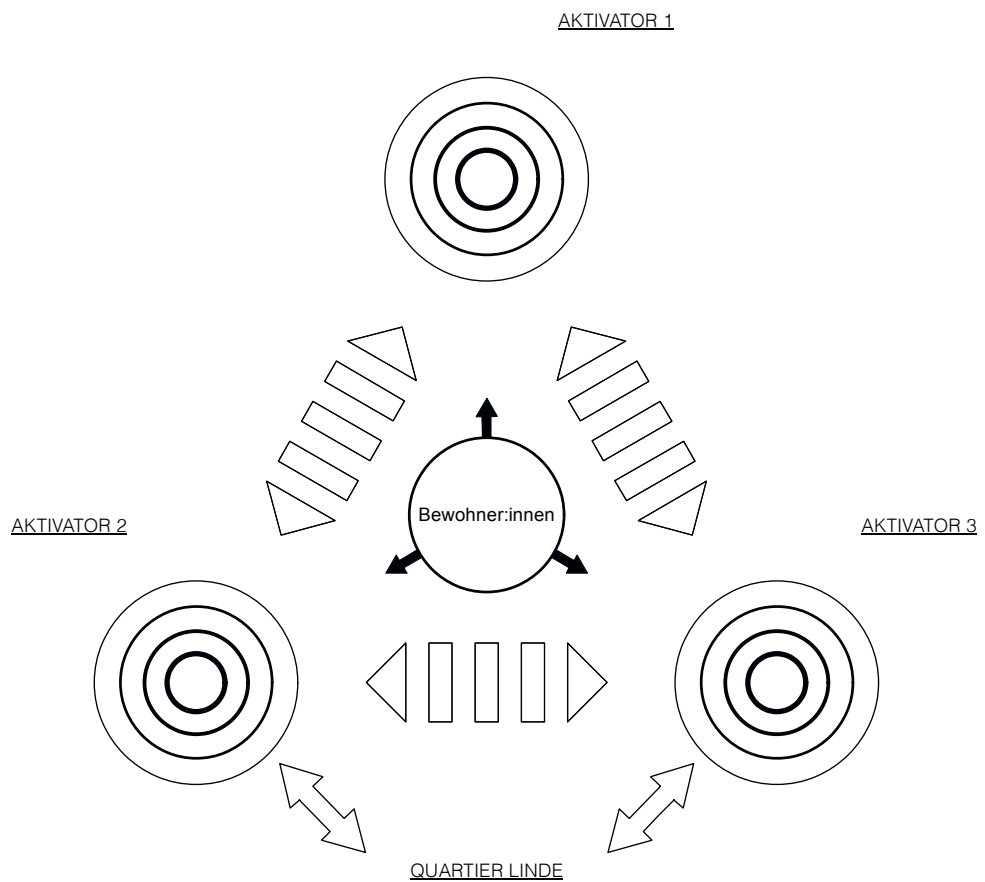 AKTIVATOR 1
Bewohner:innen
AKTIVATOR 2
AKTIVATOR 3
QUARTIER LINDE